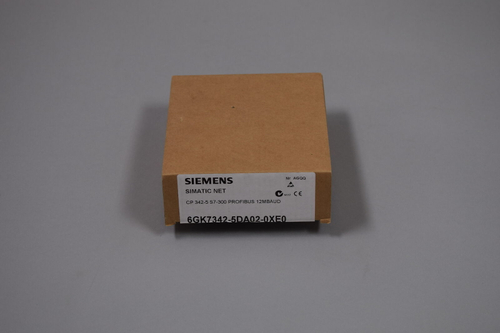 SIEMENS
SIMATIC NET
CP 342-5 S7-300 PROFIBUS 12MBAUD
6GK7342-5DA02-0XE0